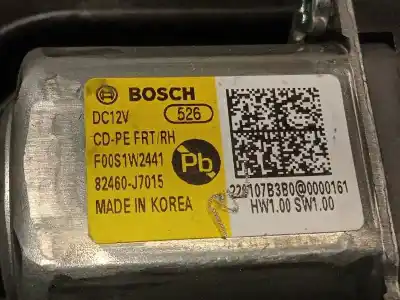 BOSCH
DC12V 526
CD-PE FRT/RH
F00S1W2441
Pb
82460-J7015
MADE IN KOREA
220107B3B0@0000161
HW1.00 SW1.00